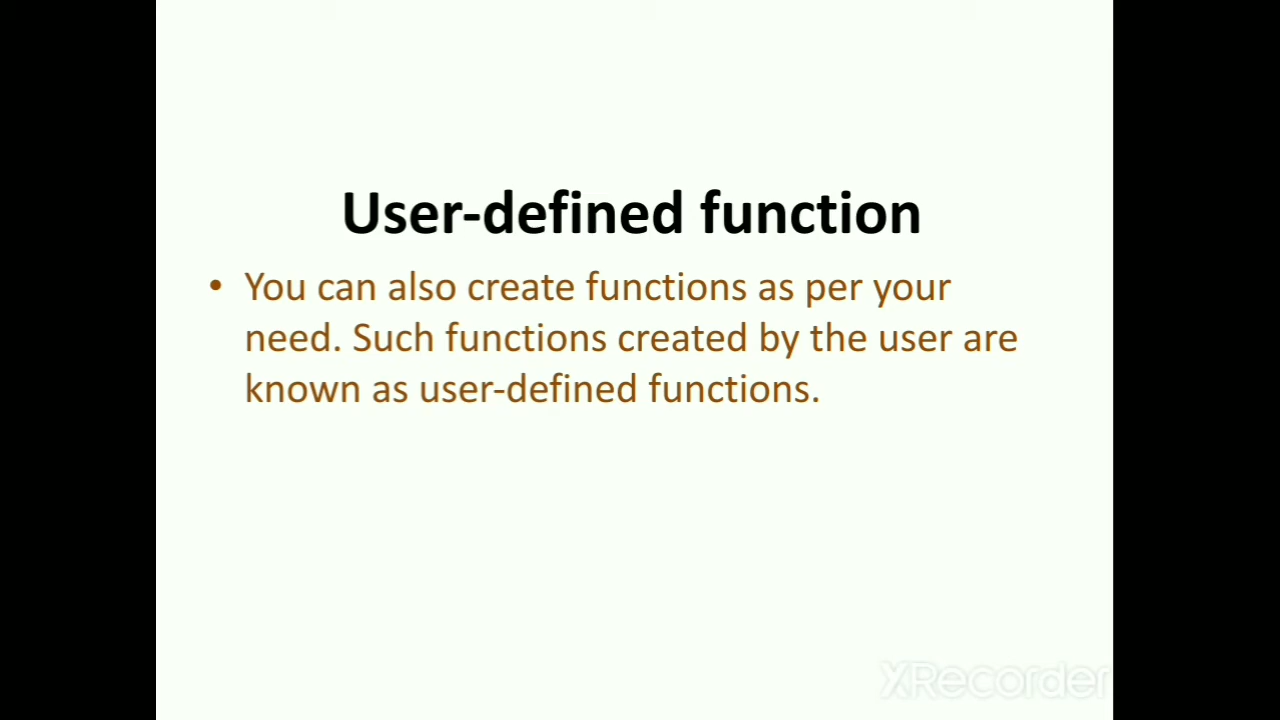 User-defined function
• You can also create functions as per your
need. Such functions created by the user are
known as user-defined functions.
XRecorder